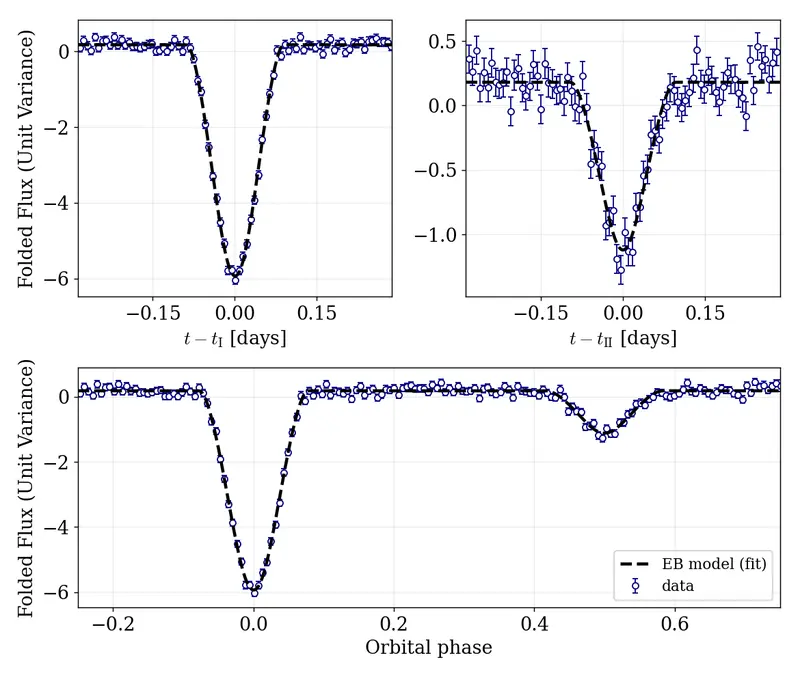 Folded Flux (Unit Variance)
0
−2
−4
−6
−0.15 0.00 0.15
t − t_I [days]
0.5
0.0
−0.5
−1.0
−0.15 0.00 0.15
t − t_II [days]
Folded Flux (Unit Variance)
0
−2
−4
−6
EB model (fit)
data
−0.2 0.0 0.2 0.4 0.6
Orbital phase